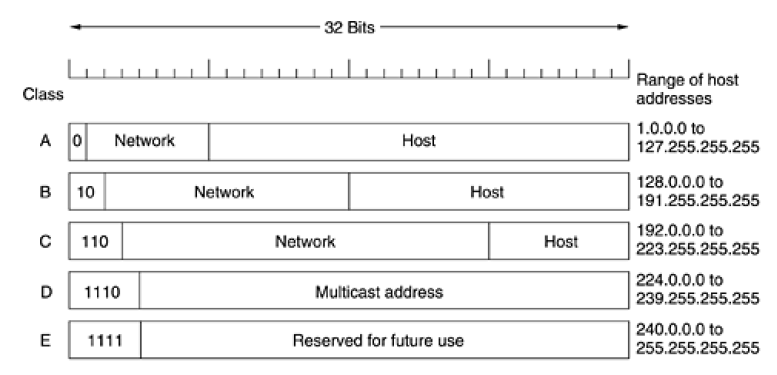 32 Bits
Class
Range of host
addresses
A 0 Network Host 1.0.0.0 to
127.255.255.255
B 10 Network Host 128.0.0.0 to
191.255.255.255
C 110 Network Host 192.0.0.0 to
223.255.255.255
D 1110 Multicast address 224.0.0.0 to
239.255.255.255
E 1111 Reserved for future use 240.0.0.0 to
255.255.255.255